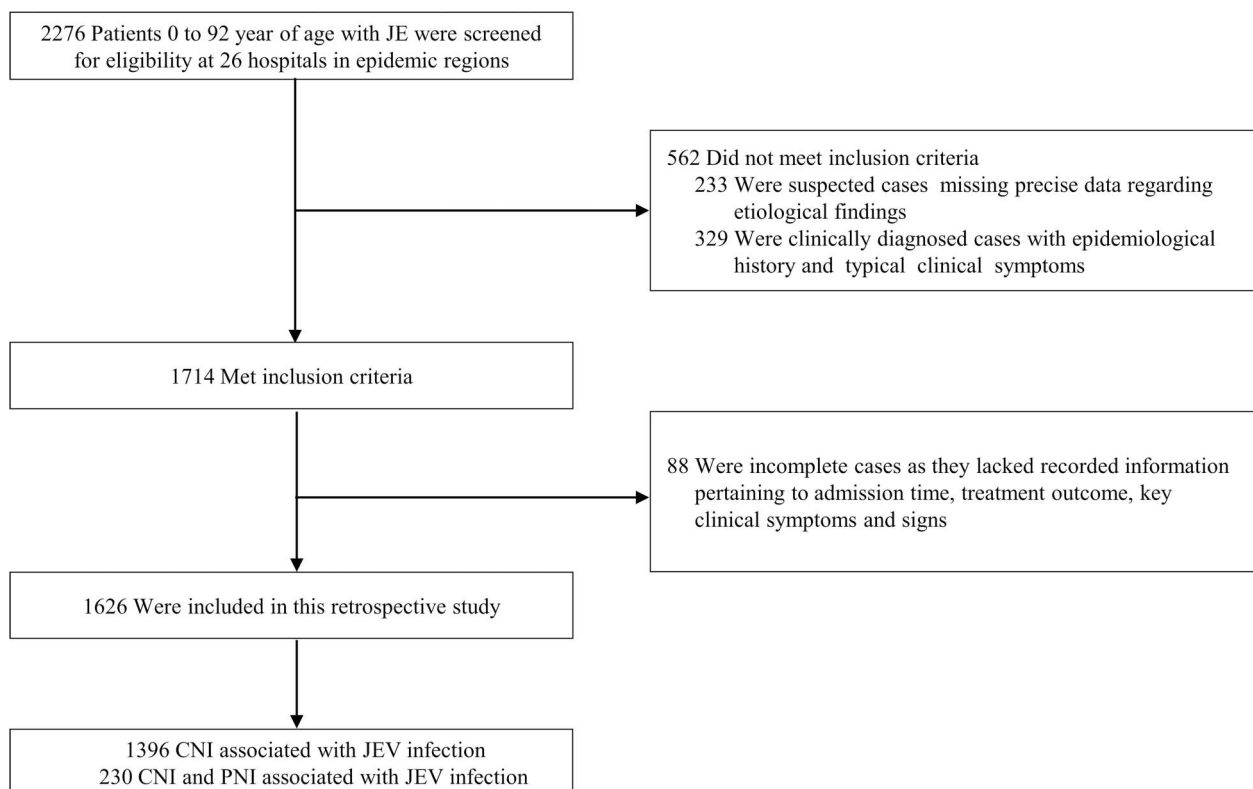 2276 Patients 0 to 92 year of age with JE were screened
for eligibility at 26 hospitals in epidemic regions
562 Did not meet inclusion criteria
233 Were suspected cases missing precise data regarding
etiological findings
329 Were clinically diagnosed cases with epidemiological
history and typical clinical symptoms
1714 Met inclusion criteria
88 Were incomplete cases as they lacked recorded information
pertaining to admission time, treatment outcome, key
clinical symptoms and signs
1626 Were included in this retrospective study
1396 CNI associated with JEV infection
230 CNI and PNI associated with JEV infection